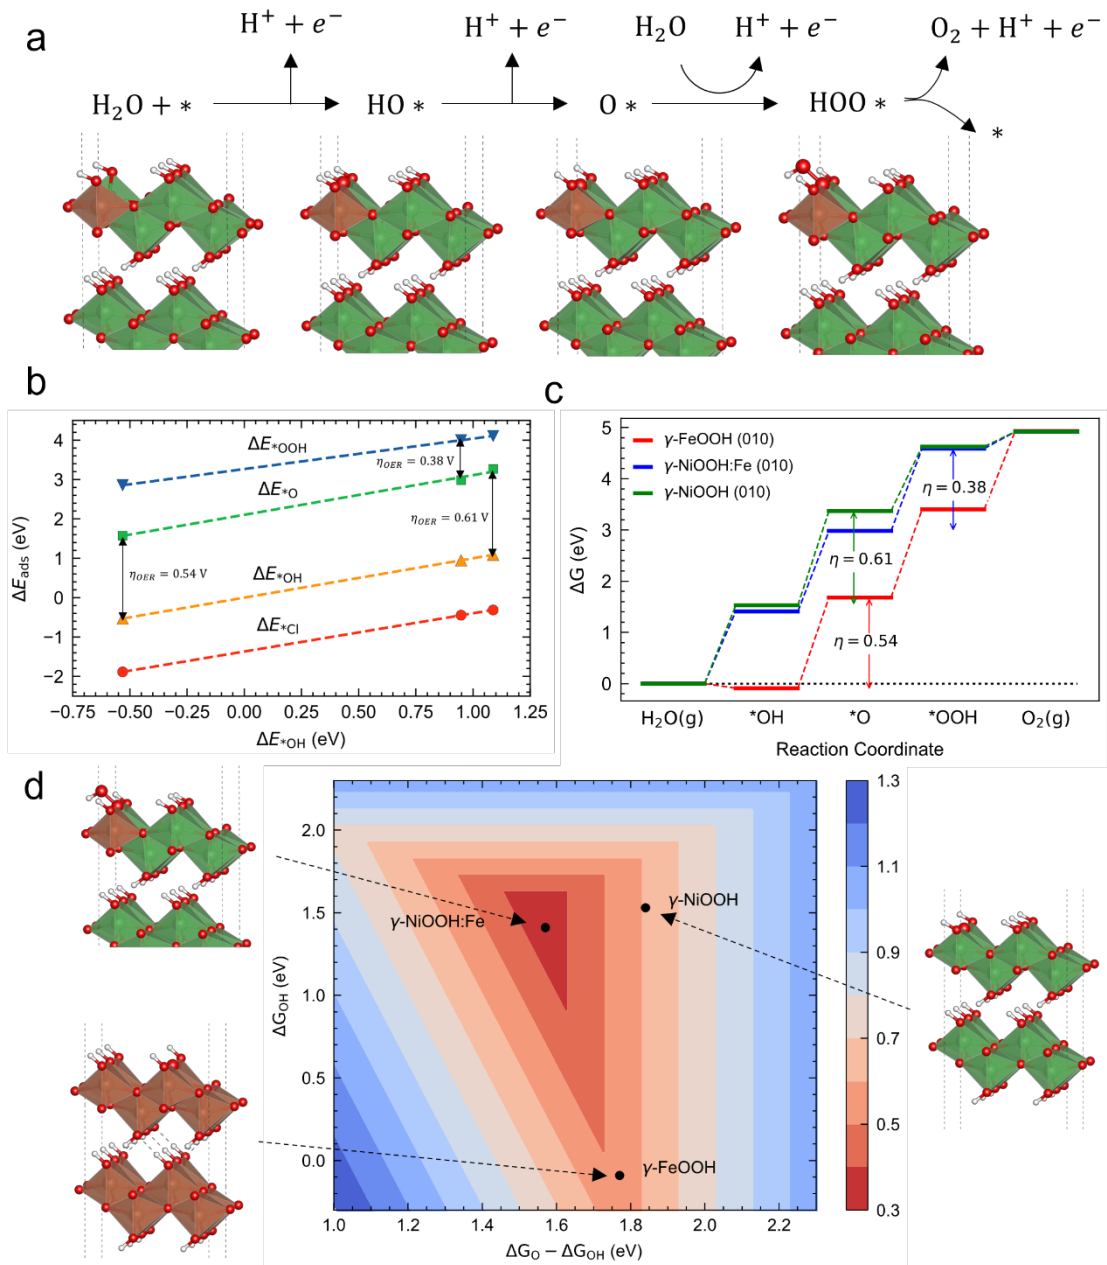 a
H⁺ + e⁻
H⁺ + e⁻
H₂O
H⁺ + e⁻
O₂ + H⁺ + e⁻
H₂O + *
HO *
O *
HOO *
*
b
ΔE*OOH
η_OER = 0.38 V
ΔE*O
η_OER = 0.61 V
η_OER = 0.54 V
ΔE*OH
ΔE*Cl
4
3
2
1
0
−1
−2
ΔE_ads (eV)
−0.75 −0.50 −0.25 0.00 0.25 0.50 0.75 1.00 1.25
ΔE*OH (eV)
c
γ-FeOOH (010)
γ-NiOOH:Fe (010)
γ-NiOOH (010)
η = 0.38
η = 0.61
η = 0.54
5
4
3
2
1
0
ΔG (eV)
H₂O(g) *OH *O *OOH O₂(g)
Reaction Coordinate
d
γ-NiOOH:Fe
γ-NiOOH
γ-FeOOH
2.0
1.5
1.0
0.5
0.0
ΔG_OH (eV)
1.0 1.2 1.4 1.6 1.8 2.0 2.2
ΔG_O − ΔG_OH (eV)
1.3
1.1
0.9
0.7
0.5
0.3